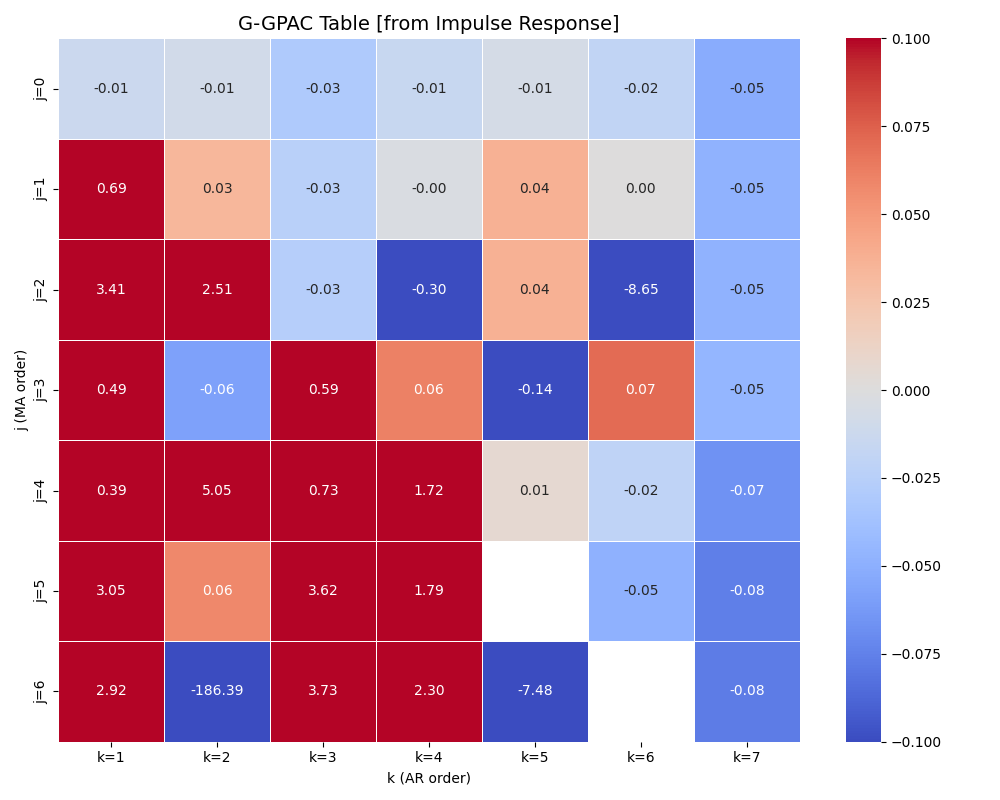 G-GPAC Table [from Impulse Response]
j=0 -0.01 -0.01 -0.03 -0.01 -0.01 -0.02 -0.05
j=1 0.69 0.03 -0.03 -0.00 0.04 0.00 -0.05
j=2 3.41 2.51 -0.03 -0.30 0.04 -8.65 -0.05
j=3 0.49 -0.06 0.59 0.06 -0.14 0.07 -0.05
j=4 0.39 5.05 0.73 1.72 0.01 -0.02 -0.07
j=5 3.05 0.06 3.62 1.79 -0.05 -0.08
j=6 2.92 -186.39 3.73 2.30 -7.48 -0.08
k=1 k=2 k=3 k=4 k=5 k=6 k=7
k (AR order)
j (MA order)
0.100
0.075
0.050
0.025
0.000
−0.025
−0.050
−0.075
−0.100